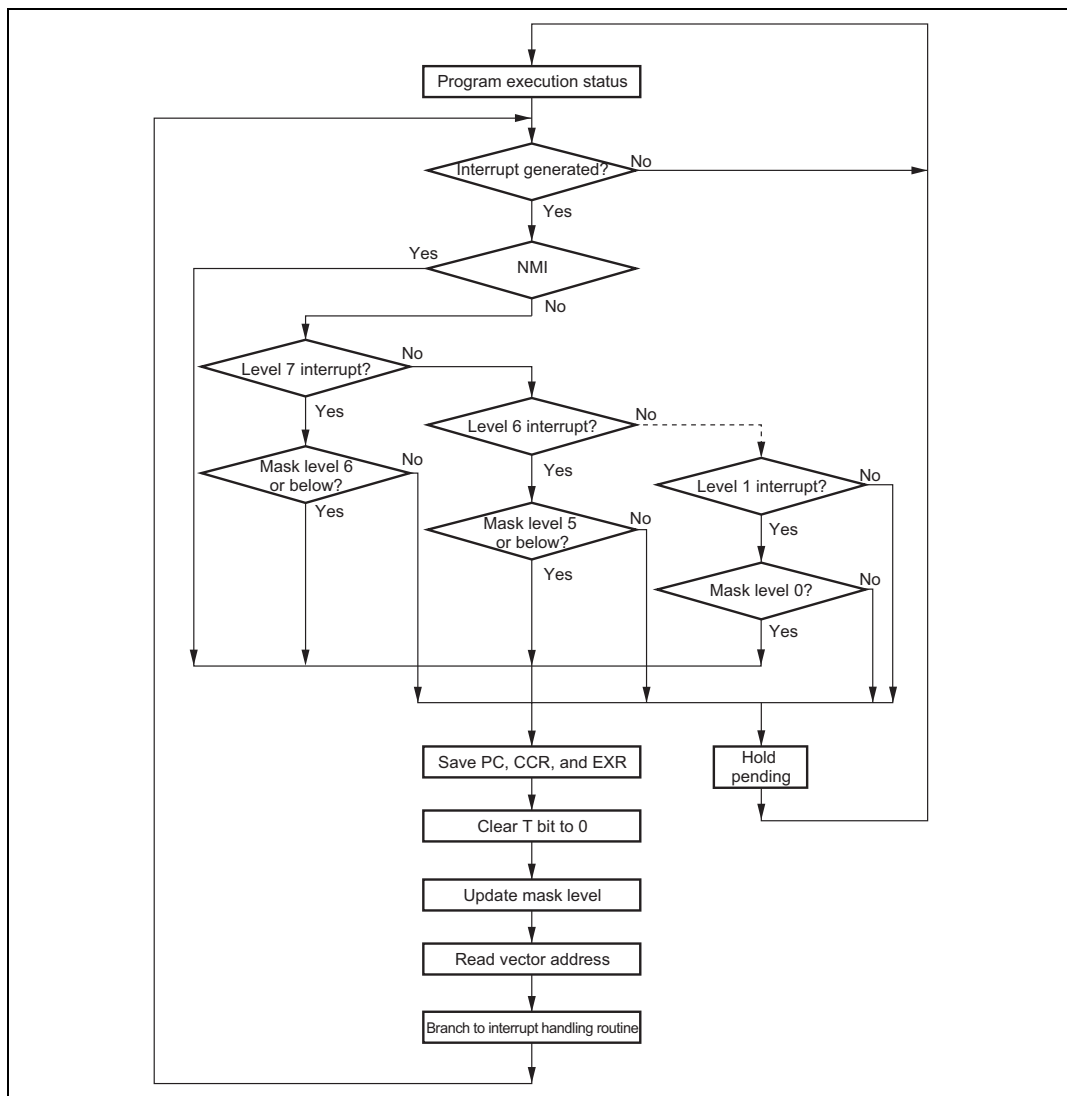 Program execution status
Interrupt generated?
No
Yes
Yes
NMI
No
Level 7 interrupt?
No
Yes
Level 6 interrupt?
No
Mask level 6
or below?
No
Yes
Yes
Level 1 interrupt?
No
Mask level 5
or below?
No
Yes
Yes
Mask level 0?
No
Yes
Save PC, CCR, and EXR
Hold
pending
Clear T bit to 0
Update mask level
Read vector address
Branch to interrupt handling routine